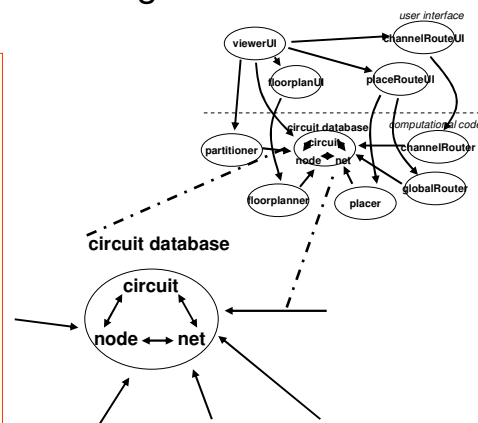 user interface
viewerUI
channelRouteUI
floorplanUI
placeRouteUI
circuit database
computational code
circuit
partitioner
channelRouter
node
net
floorplanner
placer
globalRouter
circuit database
circuit
node
net